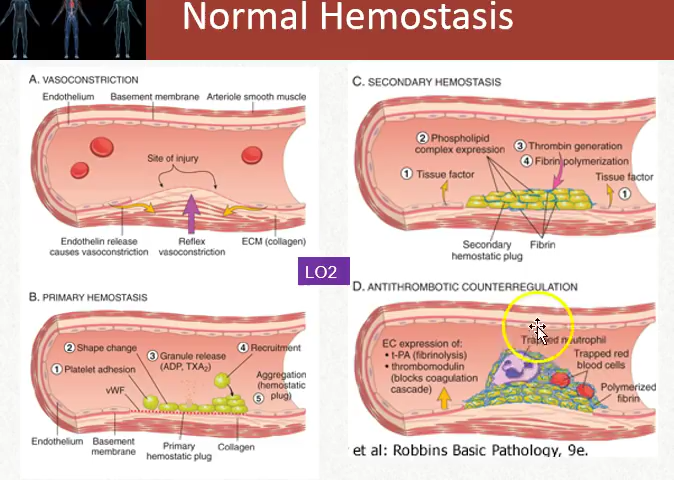 Normal Hemostasis
A. VASOCONSTRICTION
Endothelium
Basement membrane
Arteriole smooth muscle
Site of injury
Endothelin release
causes vasoconstriction
Reflex
vasoconstriction
ECM (collagen)
B. PRIMARY HEMOSTASIS
② Shape change
③ Granule release
(ADP, TXA₂)
④ Recruitment
① Platelet adhesion
vWF
Aggregation
(hemostatic
⑤ plug)
Endothelium
Basement
membrane
Primary
hemostatic plug
Collagen
LO2
C. SECONDARY HEMOSTASIS
② Phospholipid
complex expression
③ Thrombin generation
④ Fibrin polymerization
① Tissue factor
Tissue factor
①
Secondary
hemostatic plug
Fibrin
D. ANTITHROMBOTIC COUNTERREGULATION
Trapped neutrophil
EC expression of:
• t-PA (fibrinolysis)
• thrombomodulin
(blocks coagulation
cascade)
Trapped red
blood cells
Polymerized
fibrin
et al: Robbins Basic Pathology, 9e.